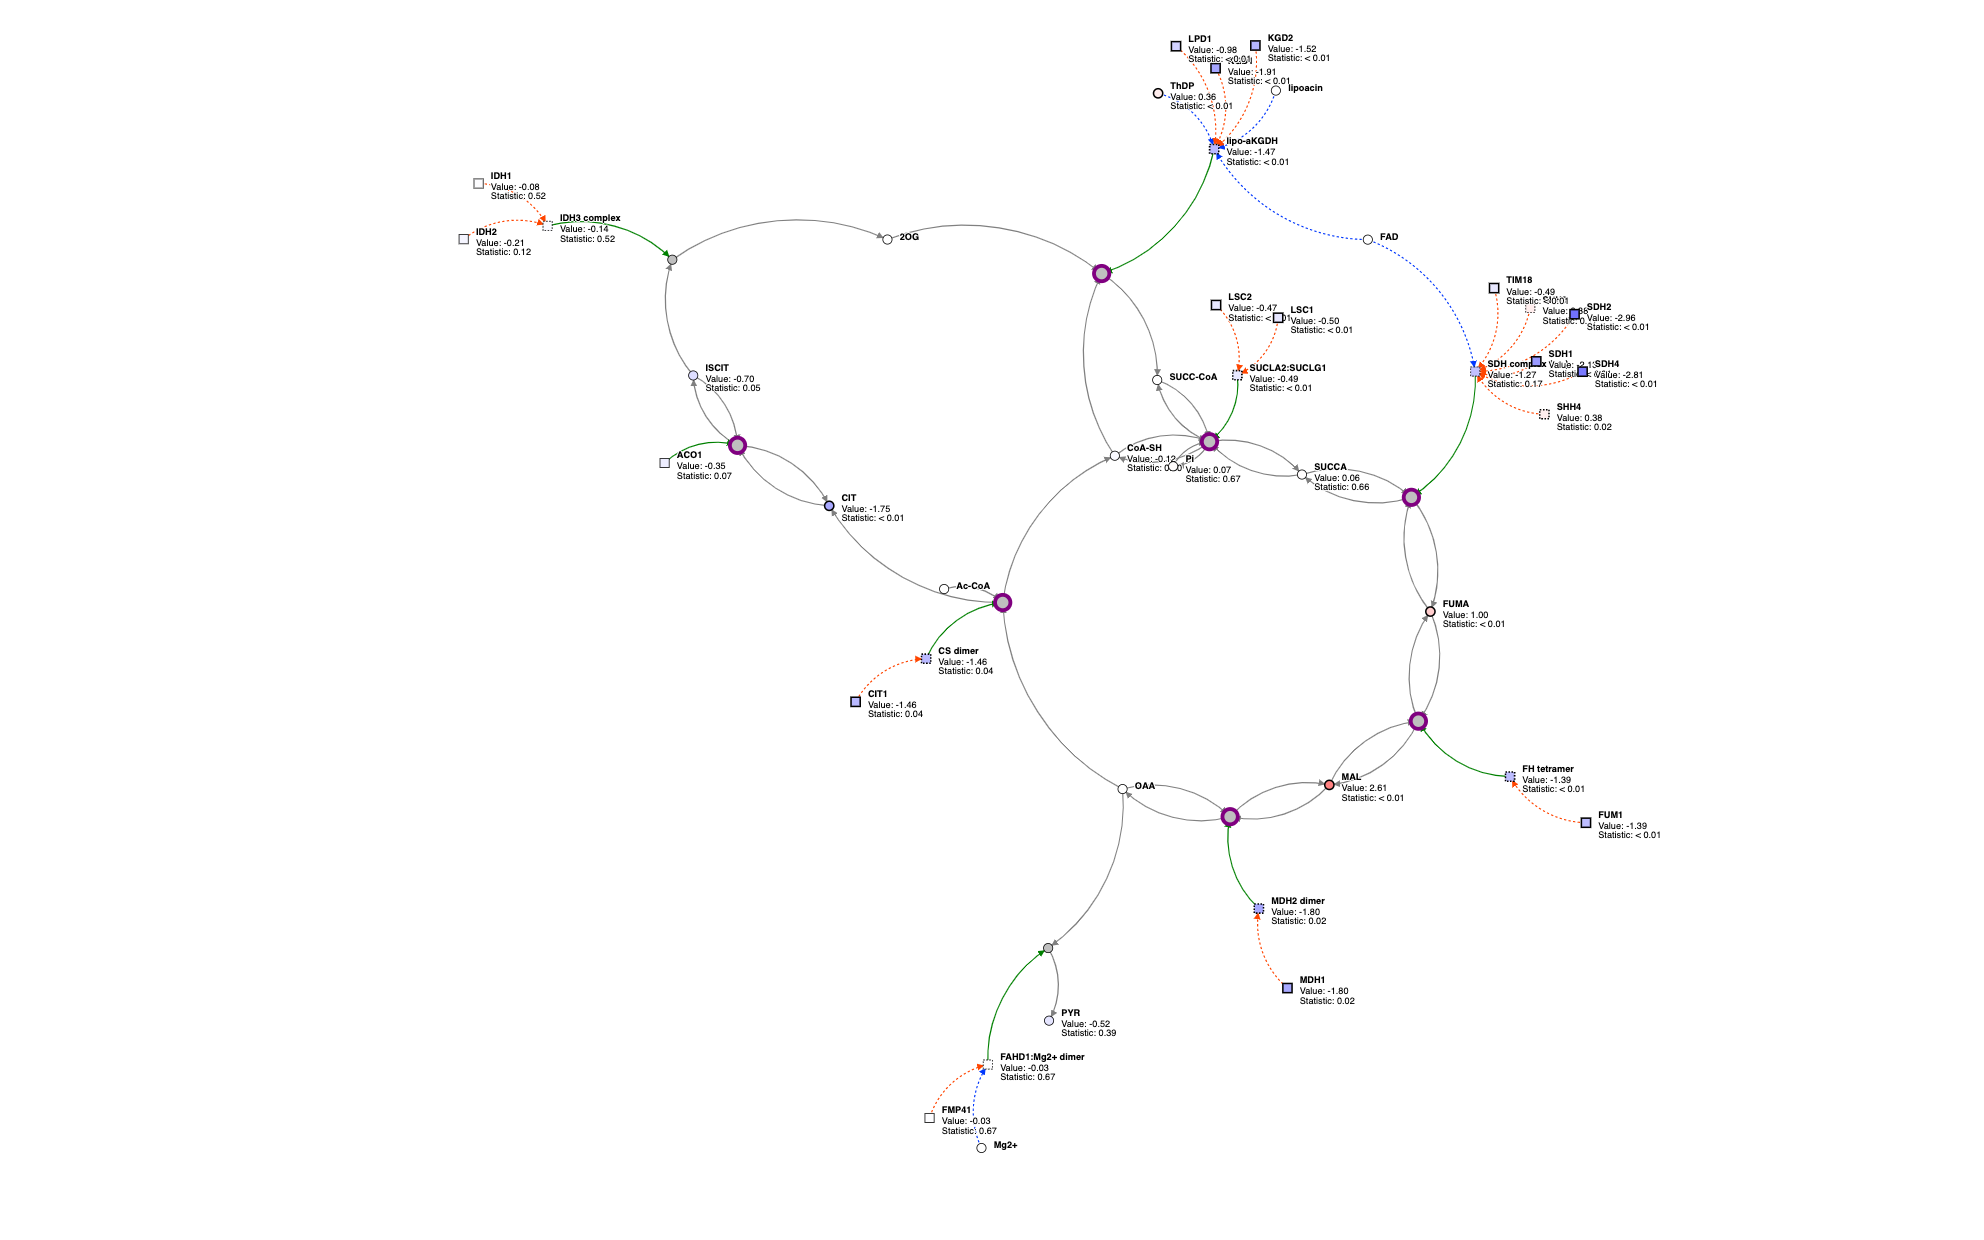 LPD1
Value: -0.98
Statistic: <0.01
KGD2
Value: -1.52
Statistic: < 0.01
Value: -1.91
Statistic: < 0.01
ThDP
Value: 0.36
Statistic: < 0.01
lipoacin
lipo-aKGDH
Value: -1.47
Statistic: < 0.01
IDH1
Value: -0.08
Statistic: 0.52
IDH3 complex
Value: -0.14
Statistic: 0.52
IDH2
Value: -0.21
Statistic: 0.12
2OG
FAD
TIM18
Value: -0.49
Statistic: <0.01
Value:
Statistic:
SDH2
Value: -2.96
Statistic: < 0.01
LSC2
Value: -0.47
Statistic: <
LSC1
Value: -0.50
Statistic: < 0.01
SDH1
Value:
Statistic:
SDH4
Value: -2.81
Statistic: < 0.01
SDH complex
Value: -1.27
Statistic: 0.17
SHH4
Value: 0.38
Statistic: 0.02
ISCIT
Value: -0.70
Statistic: 0.05
SUCC-CoA
SUCLA2:SUCLG1
Value: -0.49
Statistic: < 0.01
ACO1
Value: -0.35
Statistic: 0.07
CoA-SH
Value: -0.12
Statistic:
Pi
Value: 0.07
Statistic: 0.67
SUCCA
Value: 0.06
Statistic: 0.66
CIT
Value: -1.75
Statistic: < 0.01
Ac-CoA
FUMA
Value: 1.00
Statistic: < 0.01
CS dimer
Value: -1.46
Statistic: 0.04
CIT1
Value: -1.46
Statistic: 0.04
OAA
MAL
Value: 2.61
Statistic: < 0.01
FH tetramer
Value: -1.39
Statistic: < 0.01
FUM1
Value: -1.39
Statistic: < 0.01
MDH2 dimer
Value: -1.80
Statistic: 0.02
MDH1
Value: -1.80
Statistic: 0.02
PYR
Value: -0.52
Statistic: 0.39
FAHD1:Mg2+ dimer
Value: -0.03
Statistic: 0.67
FMP41
Value: -0.03
Statistic: 0.67
Mg2+